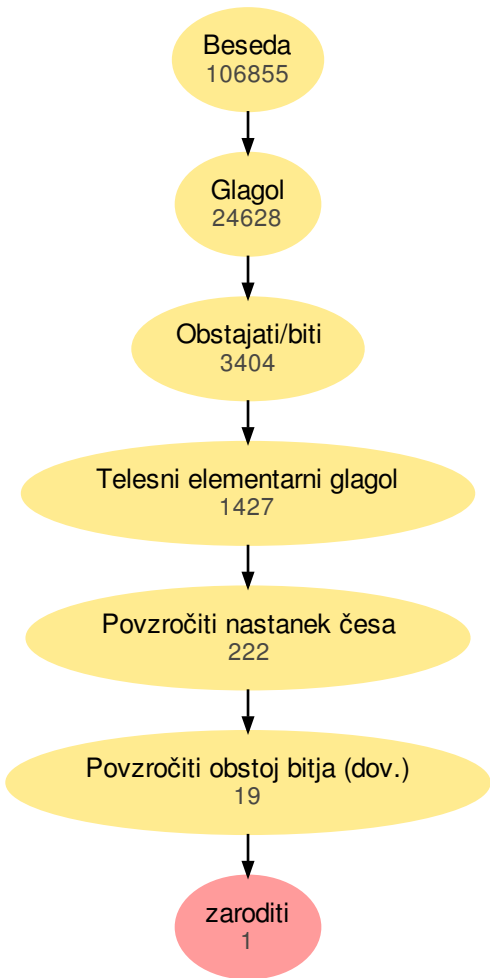 Beseda
106855
Glagol
24628
Obstajati/biti
3404
Telesni elementarni glagol
1427
Povzročiti nastanek česa
222
Povzročiti obstoj bitja (dov.)
19
zaroditi
1